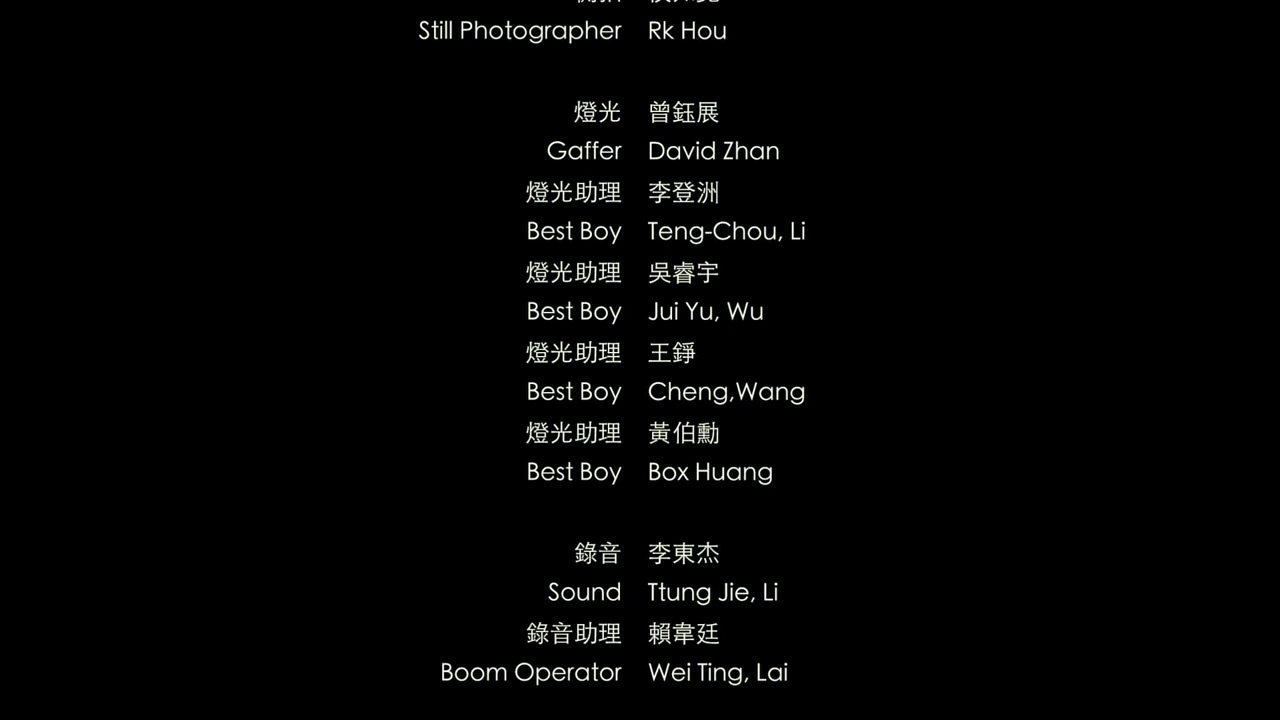 Still Photographer Rk Hou
燈光 曾鈺展
Gaffer David Zhan
燈光助理 李登洲
Best Boy Teng-Chou, Li
燈光助理 吳睿宇
Best Boy Jui Yu, Wu
燈光助理 王錚
Best Boy Cheng,Wang
燈光助理 黃伯勳
Best Boy Box Huang
錄音 李東杰
Sound Ttung Jie, Li
錄音助理 賴韋廷
Boom Operator Wei Ting, Lai